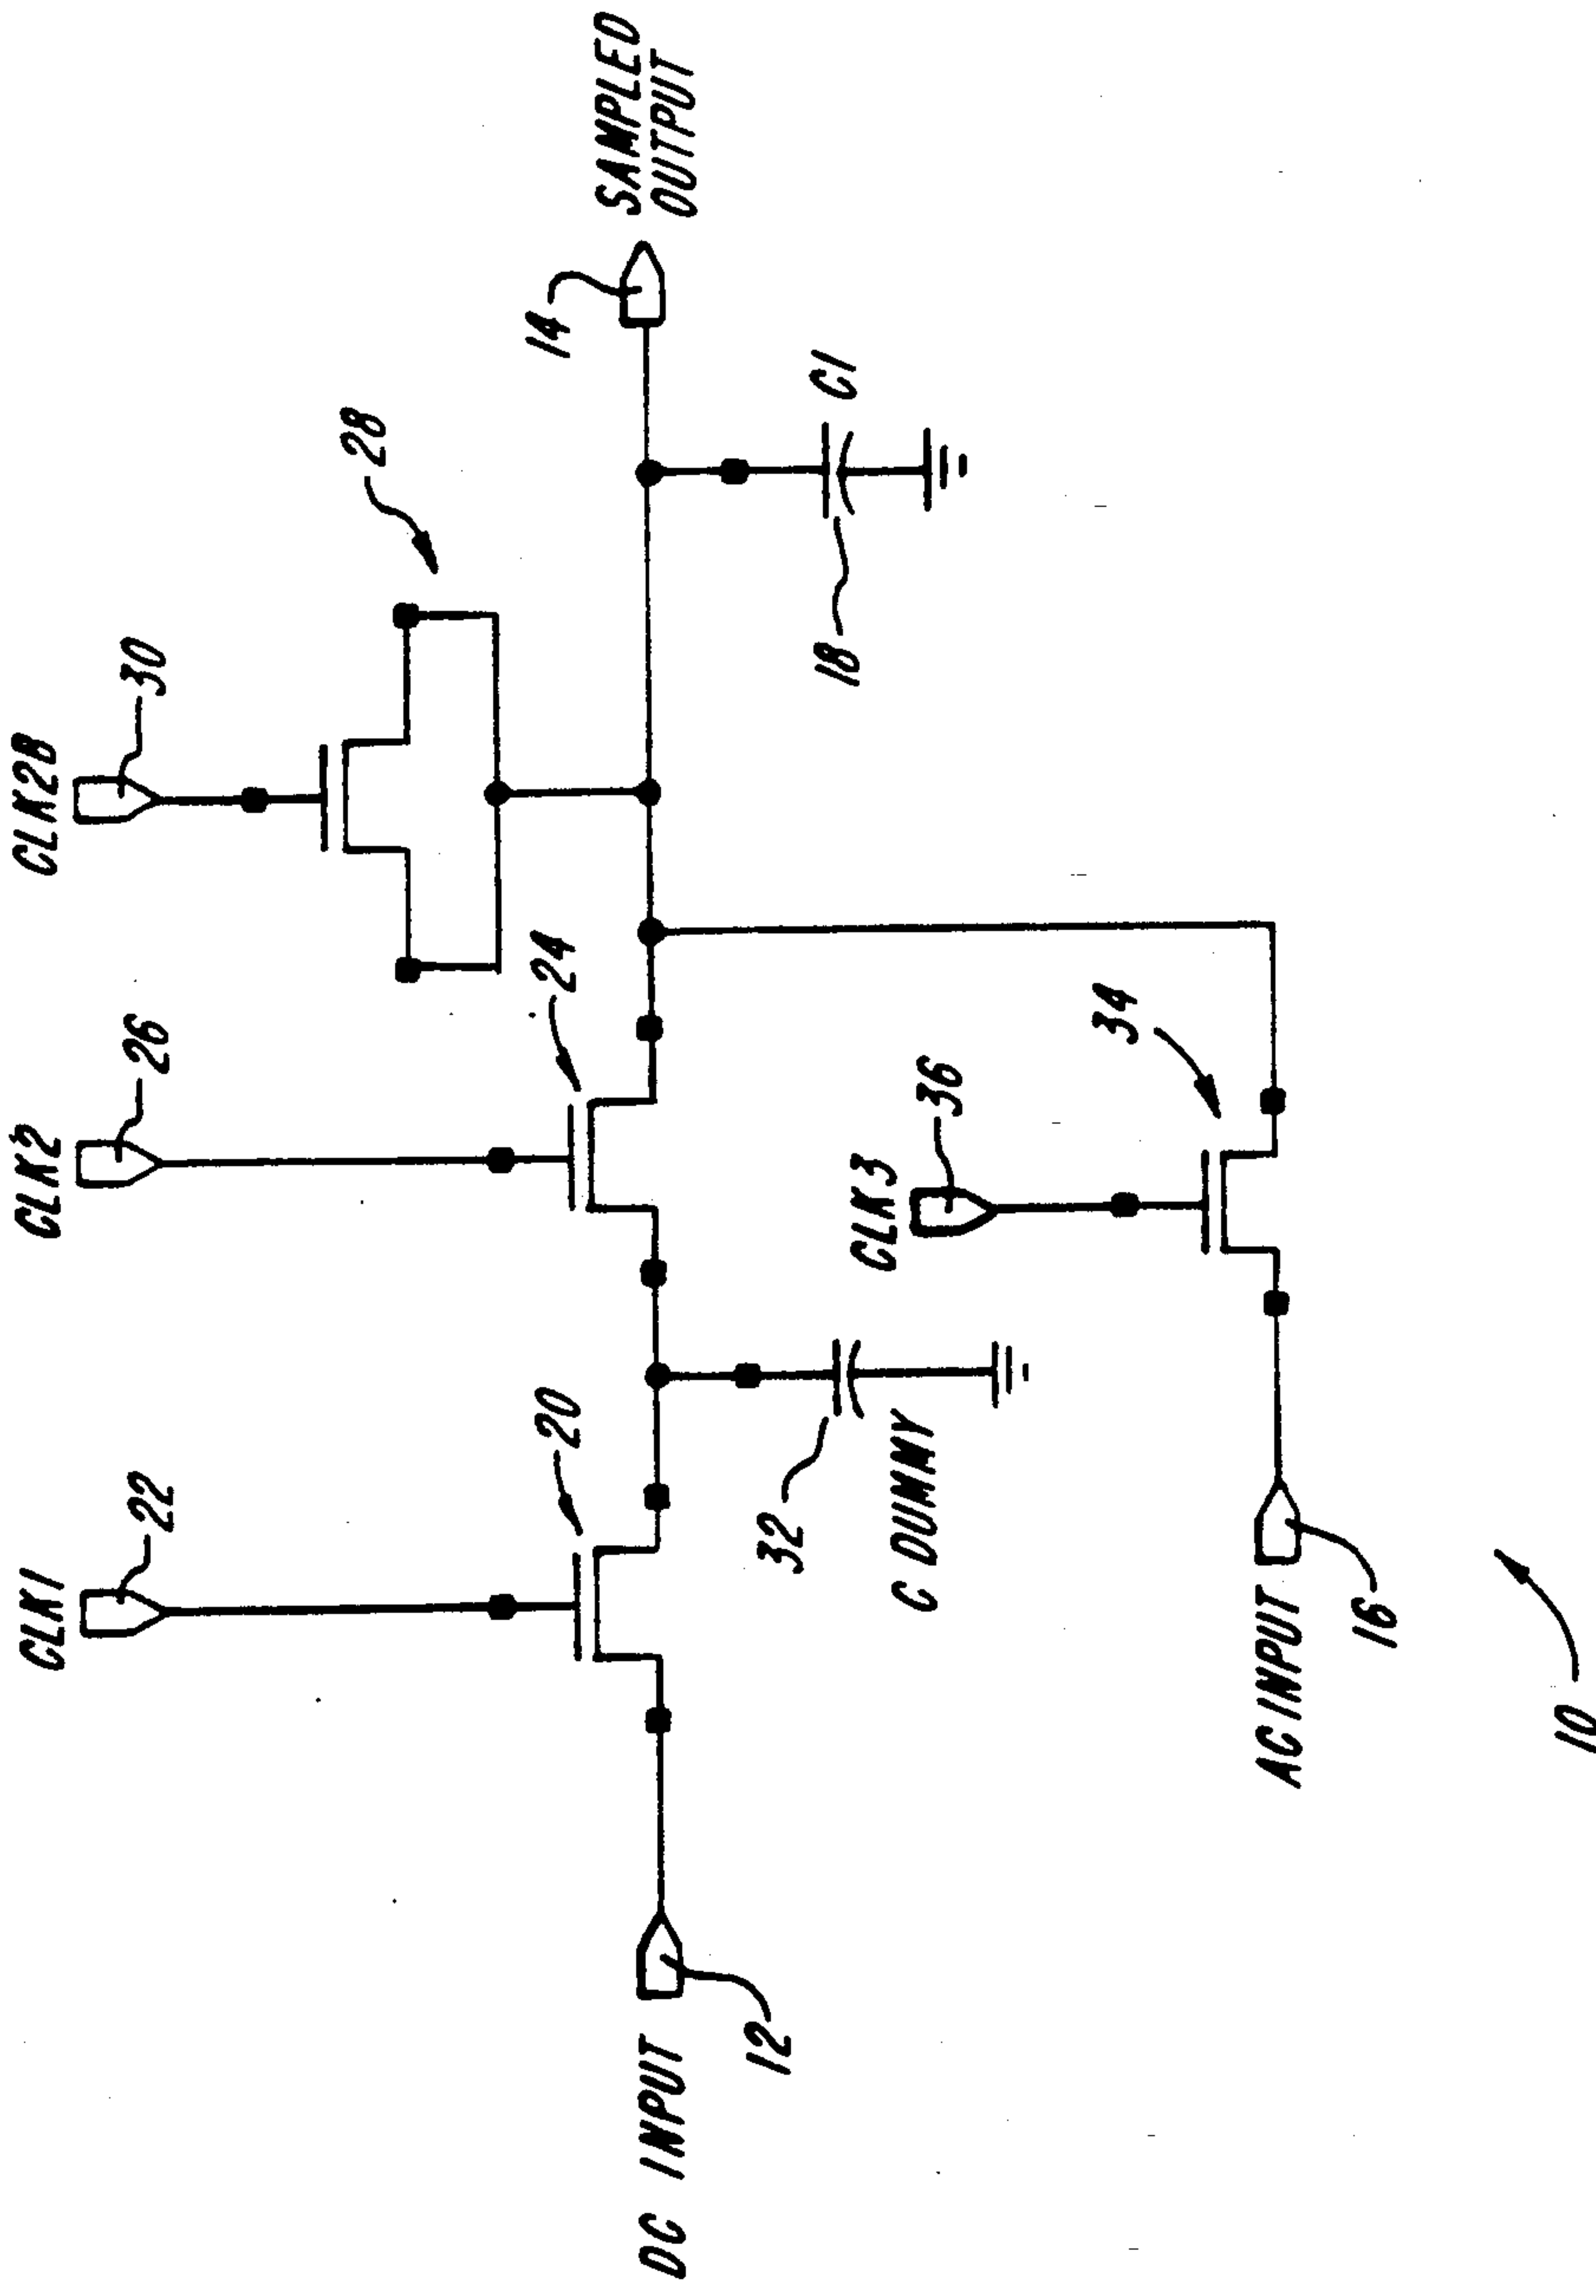 CLK1
22
CLK2
26
CLK2B
30
28
20
24
14
SAMPLED
OUTPUT
DC INPUT
12
32
C DUMMY
18
C1
CLK3
36
34
AC INPUT
16
10